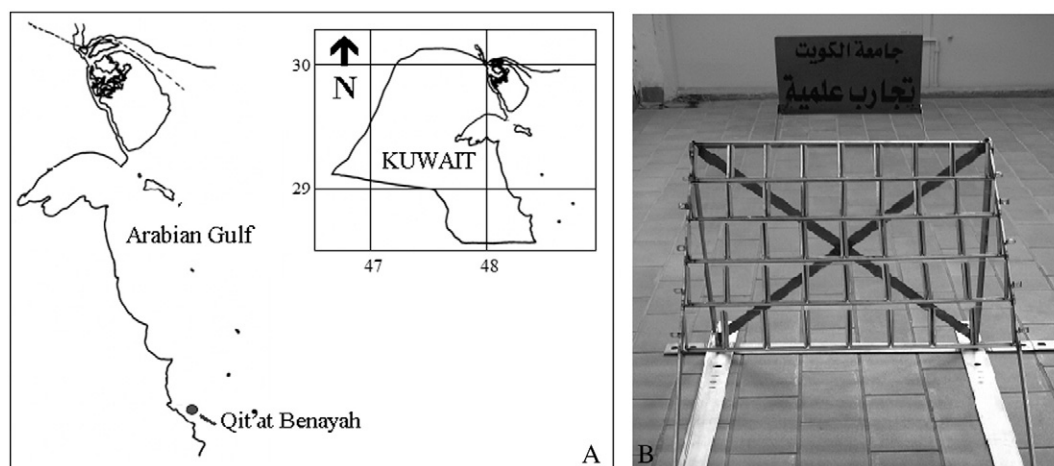 30
N
KUWAIT
29
Arabian Gulf
47 48
Qit'at Benayah
A
جامعة الكويت
تجارب علمية
B